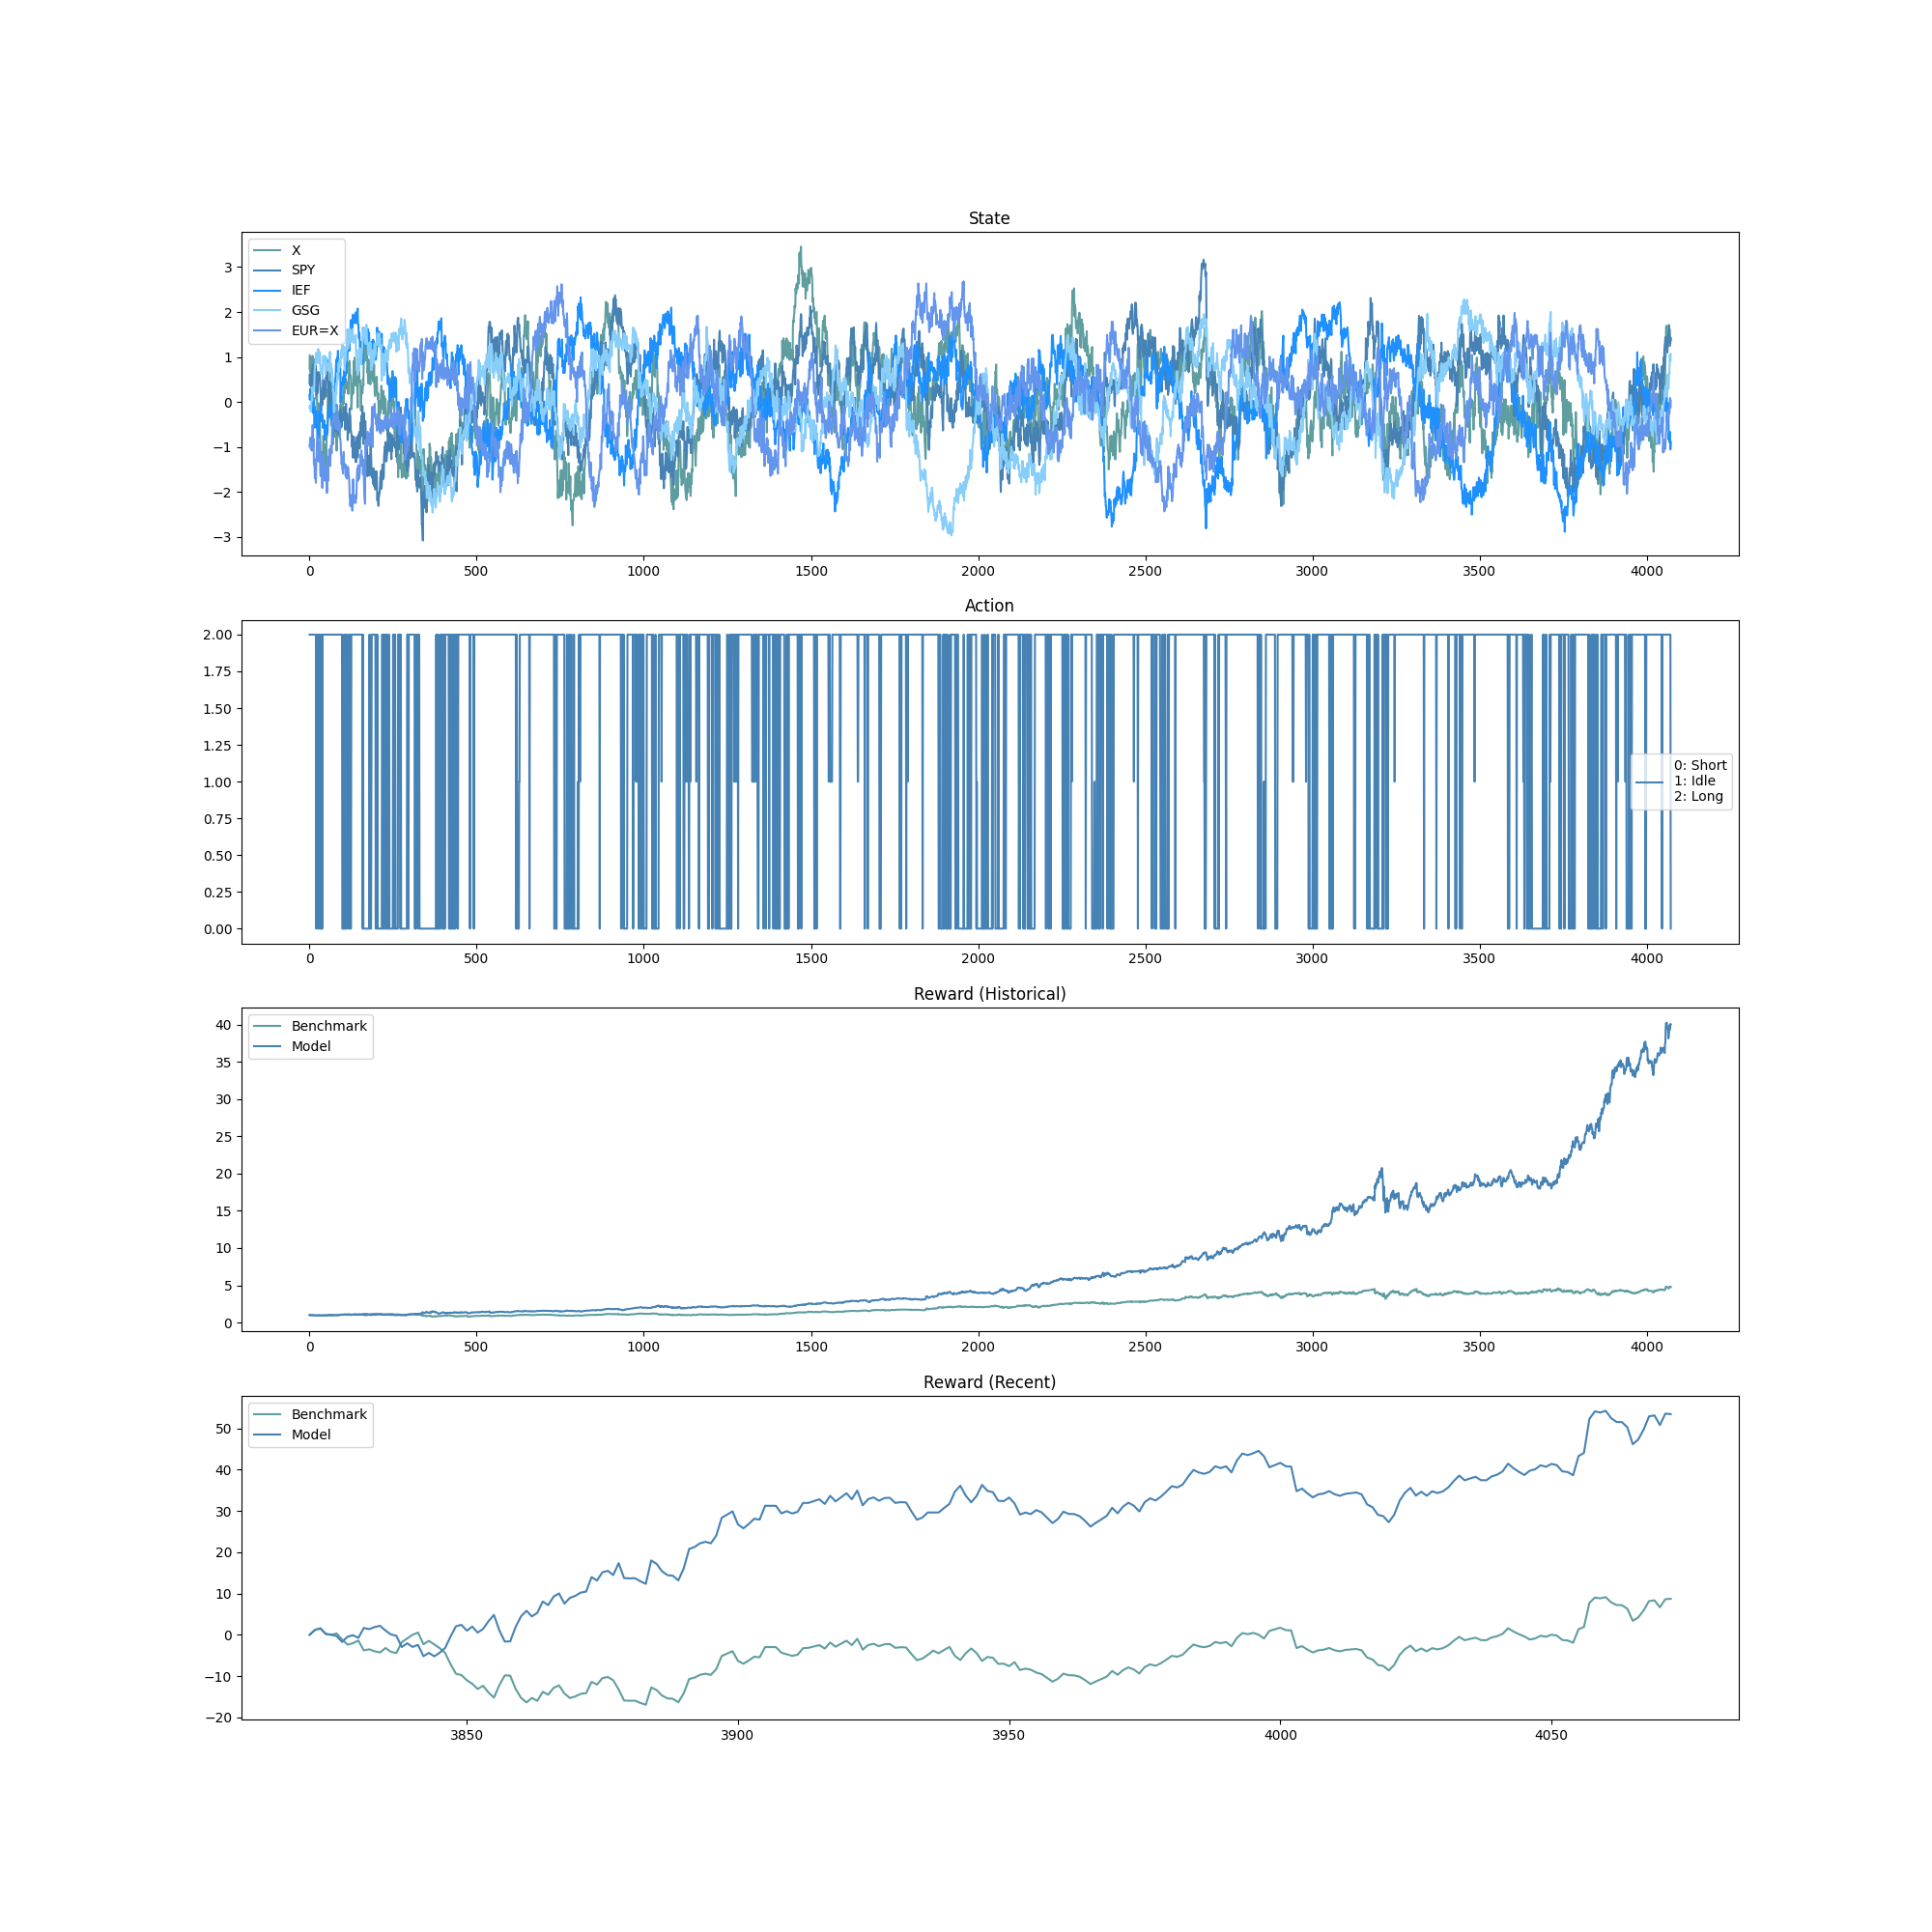 State
X
SPY
IEF
GSG
EUR=X
3
2
1
0
−1
−2
−3
0 500 1000 1500 2000 2500 3000 3500 4000
Action
2.00
1.75
1.50
1.25
1.00
0.75
0.50
0.25
0.00
0: Short
1: Idle
2: Long
0 500 1000 1500 2000 2500 3000 3500 4000
Reward (Historical)
Benchmark
Model
40
35
30
25
20
15
10
5
0
0 500 1000 1500 2000 2500 3000 3500 4000
Reward (Recent)
Benchmark
Model
50
40
30
20
10
0
−10
−20
3850 3900 3950 4000 4050